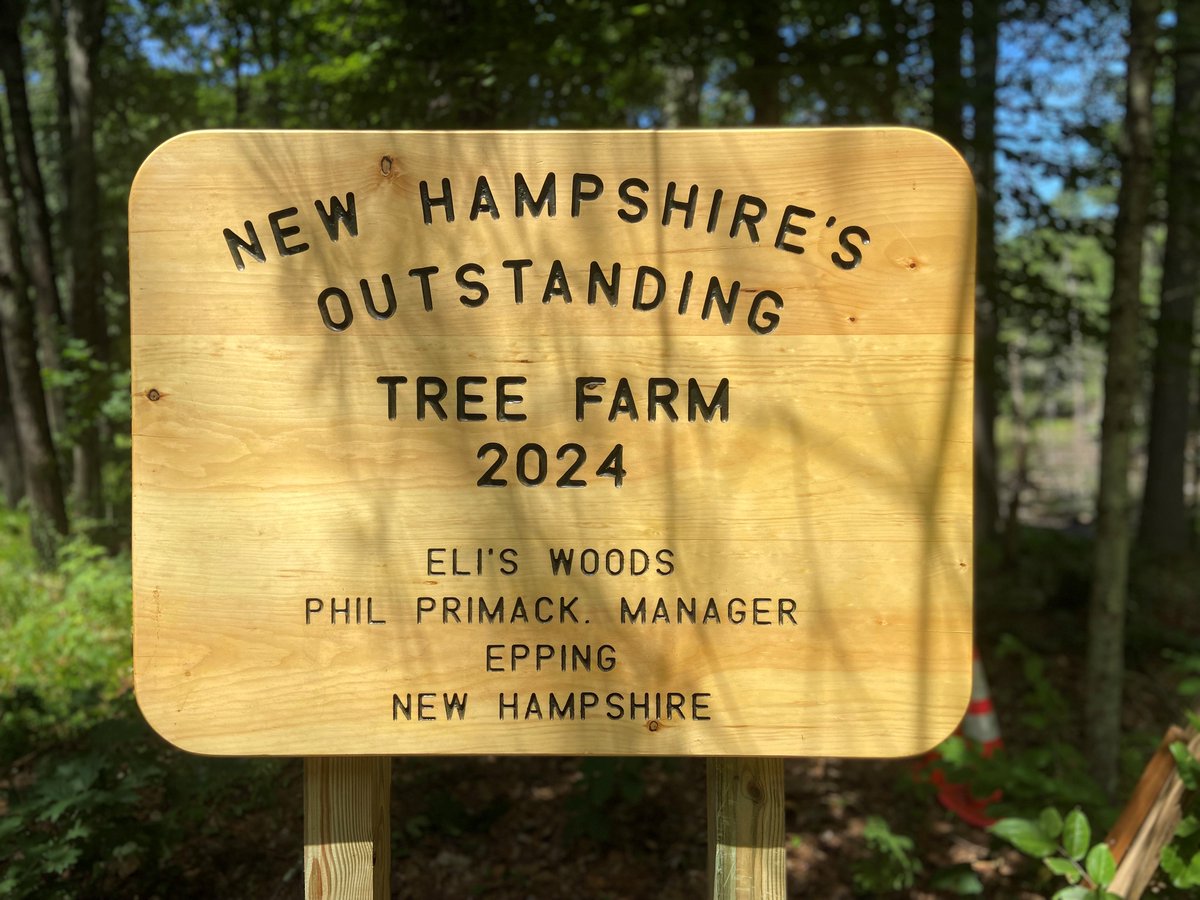 NEW HAMPSHIRE'S
OUTSTANDING
TREE FARM
2024
ELI'S WOODS
PHIL PRIMACK. MANAGER
EPPING
NEW HAMPSHIRE